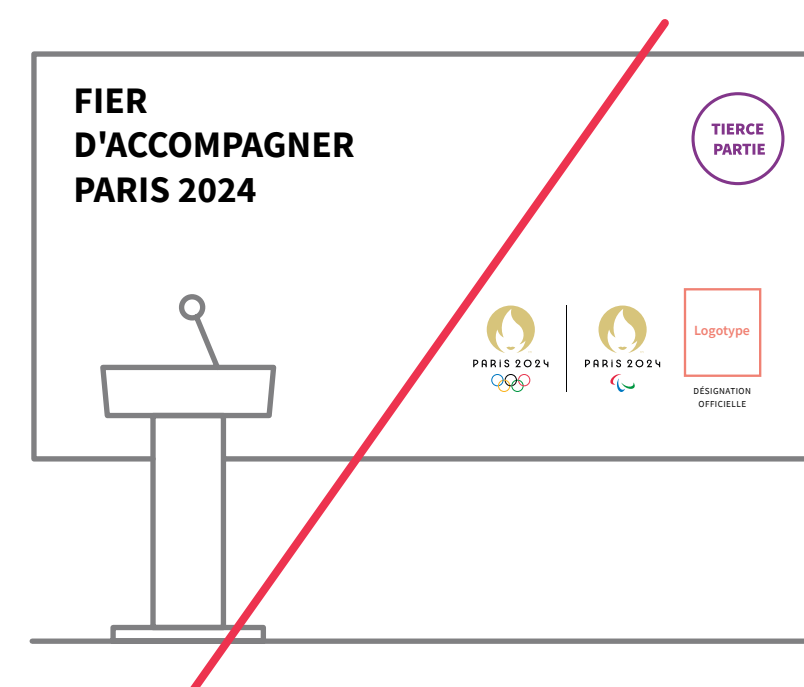 FIER
D'ACCOMPAGNER
PARIS 2024
TIERCE
PARTIE
PARIS 2024
PARIS 2024
Logotype
DÉSIGNATION
OFFICIELLE